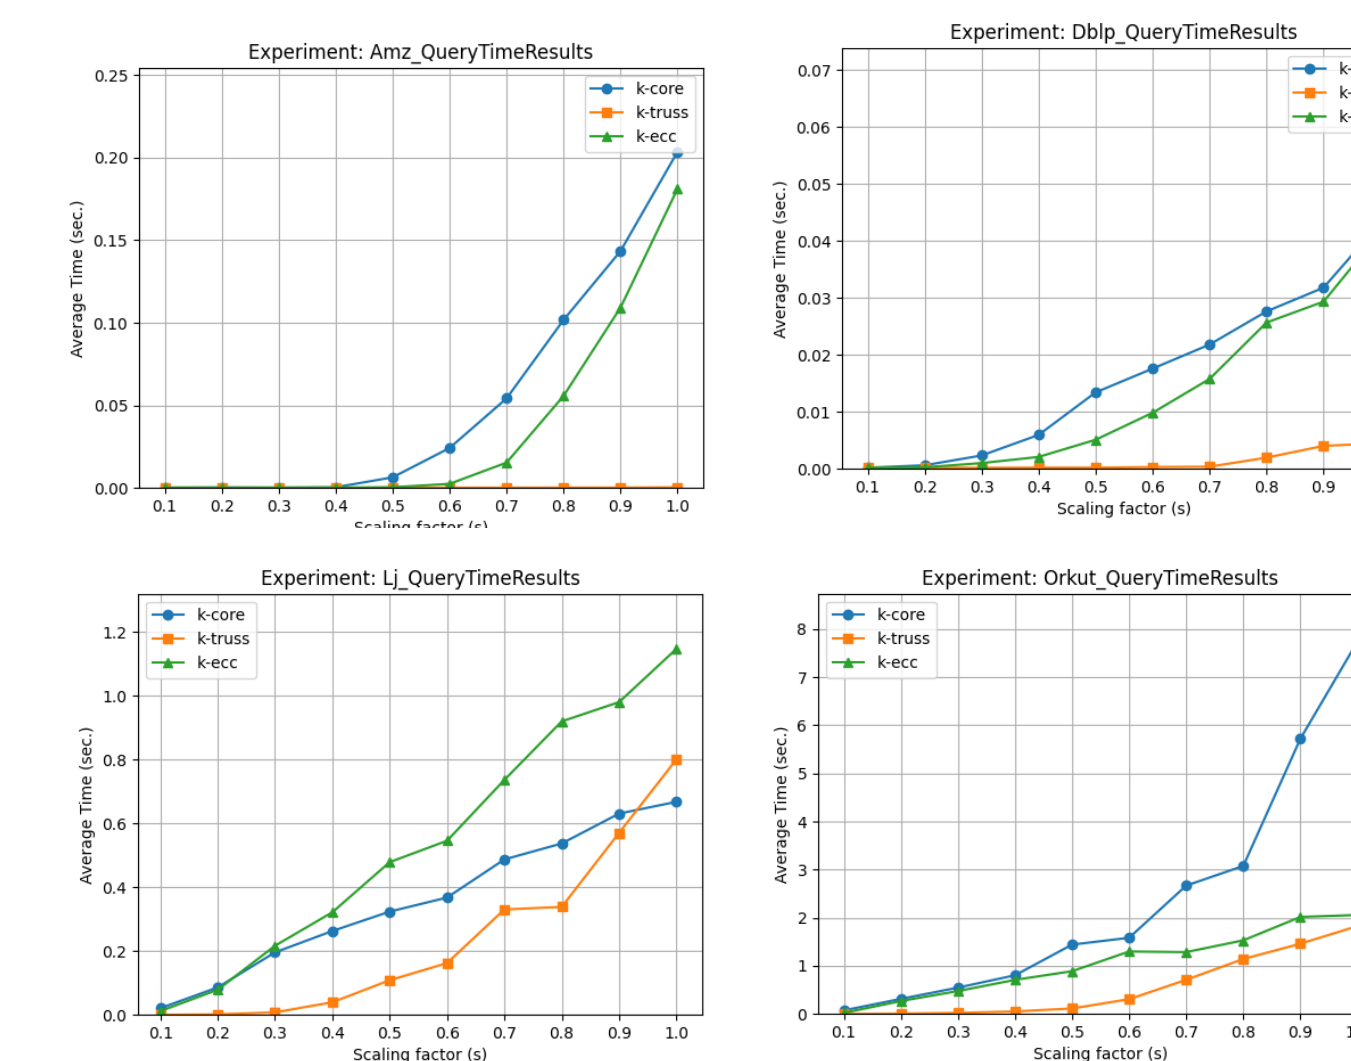 Experiment: Amz_QueryTimeResults
0.25
0.20
0.15
0.10
0.05
0.00
Average Time (sec.)
k-core
k-truss
k-ecc
0.1 0.2 0.3 0.4 0.5 0.6 0.7 0.8 0.9 1.0
Scaling factor (s)
Experiment: Dblp_QueryTimeResults
0.07
0.06
0.05
0.04
0.03
0.02
0.01
0.00
Average Time (sec.)
k-
k-
k-
0.1 0.2 0.3 0.4 0.5 0.6 0.7 0.8 0.9
Scaling factor (s)
Experiment: Lj_QueryTimeResults
1.2
1.0
0.8
0.6
0.4
0.2
0.0
Average Time (sec.)
k-core
k-truss
k-ecc
0.1 0.2 0.3 0.4 0.5 0.6 0.7 0.8 0.9 1.0
Scaling factor (s)
Experiment: Orkut_QueryTimeResults
8
7
6
5
4
3
2
1
0
Average Time (sec.)
k-core
k-truss
k-ecc
0.1 0.2 0.3 0.4 0.5 0.6 0.7 0.8 0.9
Scaling factor (s)